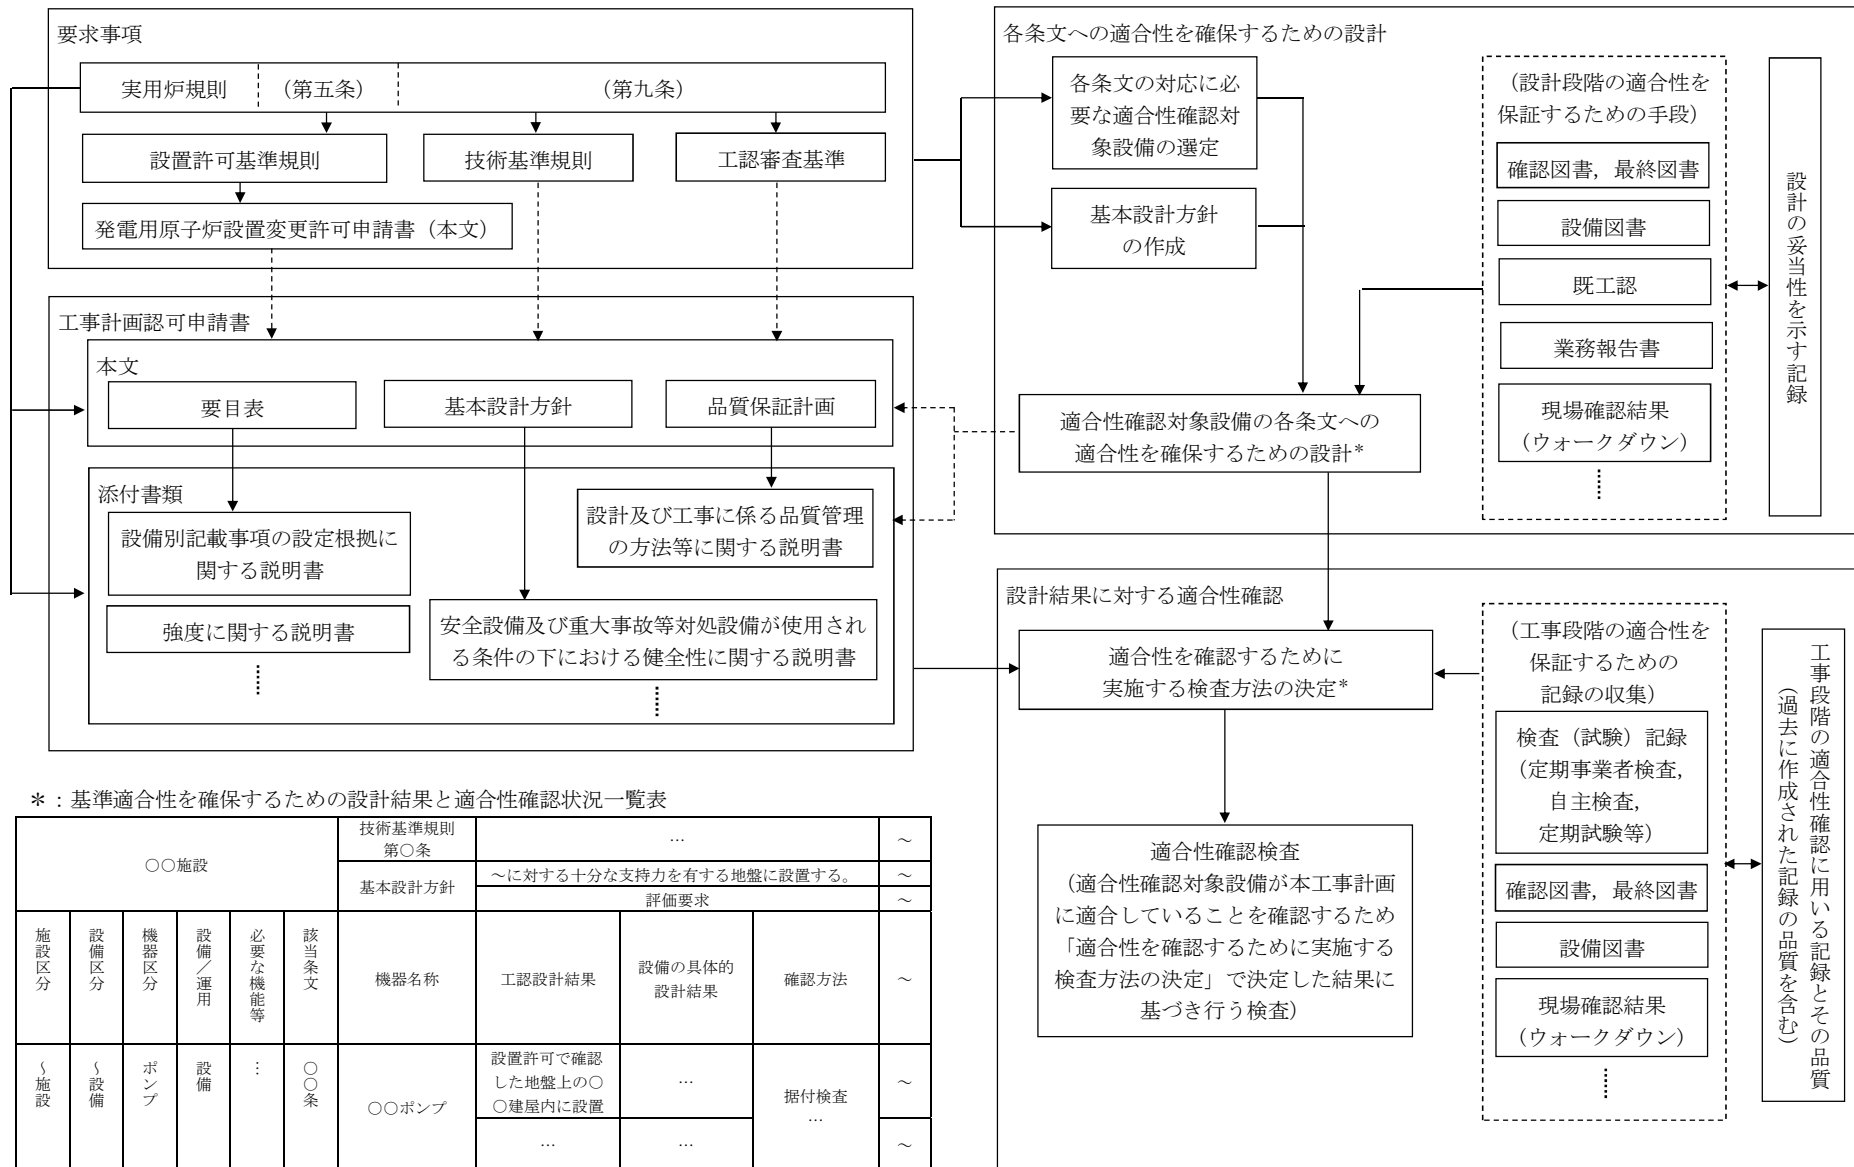 要求事項
実用炉規則
(第五条)
(第九条)
設置許可基準規則
技術基準規則
工認審査基準
発電用原子炉設置変更許可申請書（本文）
工事計画認可申請書
本文
要目表
基本設計方針
品質保証計画
添付書類
設備別記載事項の設定根拠に
関する説明書
設計及び工事に係る品質管理
の方法等に関する説明書
強度に関する説明書
安全設備及び重大事故等対処設備が使用され
る条件の下における健全性に関する説明書
各条文への適合性を確保するための設計
各条文の対応に必
要な適合性確認対
象設備の選定
基本設計方針
の作成
適合性確認対象設備の各条文への
適合性を確保するための設計*
（設計段階の適合性を
保証するための手段）
確認図書，最終図書
設備図書
既工認
業務報告書
現場確認結果
（ウォークダウン）
設計の妥当性を示す記録
設計結果に対する適合性確認
適合性を確認するために
実施する検査方法の決定*
適合性確認検査
（適合性確認対象設備が本工事計画
に適合していることを確認するため
「適合性を確認するために実施する
検査方法の決定」で決定した結果に
基づき行う検査）
（工事段階の適合性を
保証するための
記録の収集）
検査（試験）記録
（定期事業者検査，
自主検査，
定期試験等）
確認図書，最終図書
設備図書
現場確認結果
（ウォークダウン）
工事段階の適合性確認に用いる記録とその品質
（過去に作成された記録の品質を含む）
＊：基準適合性を確保するための設計結果と適合性確認状況一覧表
○○施設
技術基準規則
第○条
…
～
基本設計方針
～に対する十分な支持力を有する地盤に設置する。
～
評価要求
～
施設区分
設備区分
機器区分
設備／運用
必要な機能等
該当条文
機器名称
工認設計結果
設備の具体的
設計結果
確認方法
～
～施設
～設備
ポンプ
設備
…
○○条
○○ポンプ
設置許可で確認
した地盤上の○
○建屋内に設置
…
据付検査
…
～
…
…
～